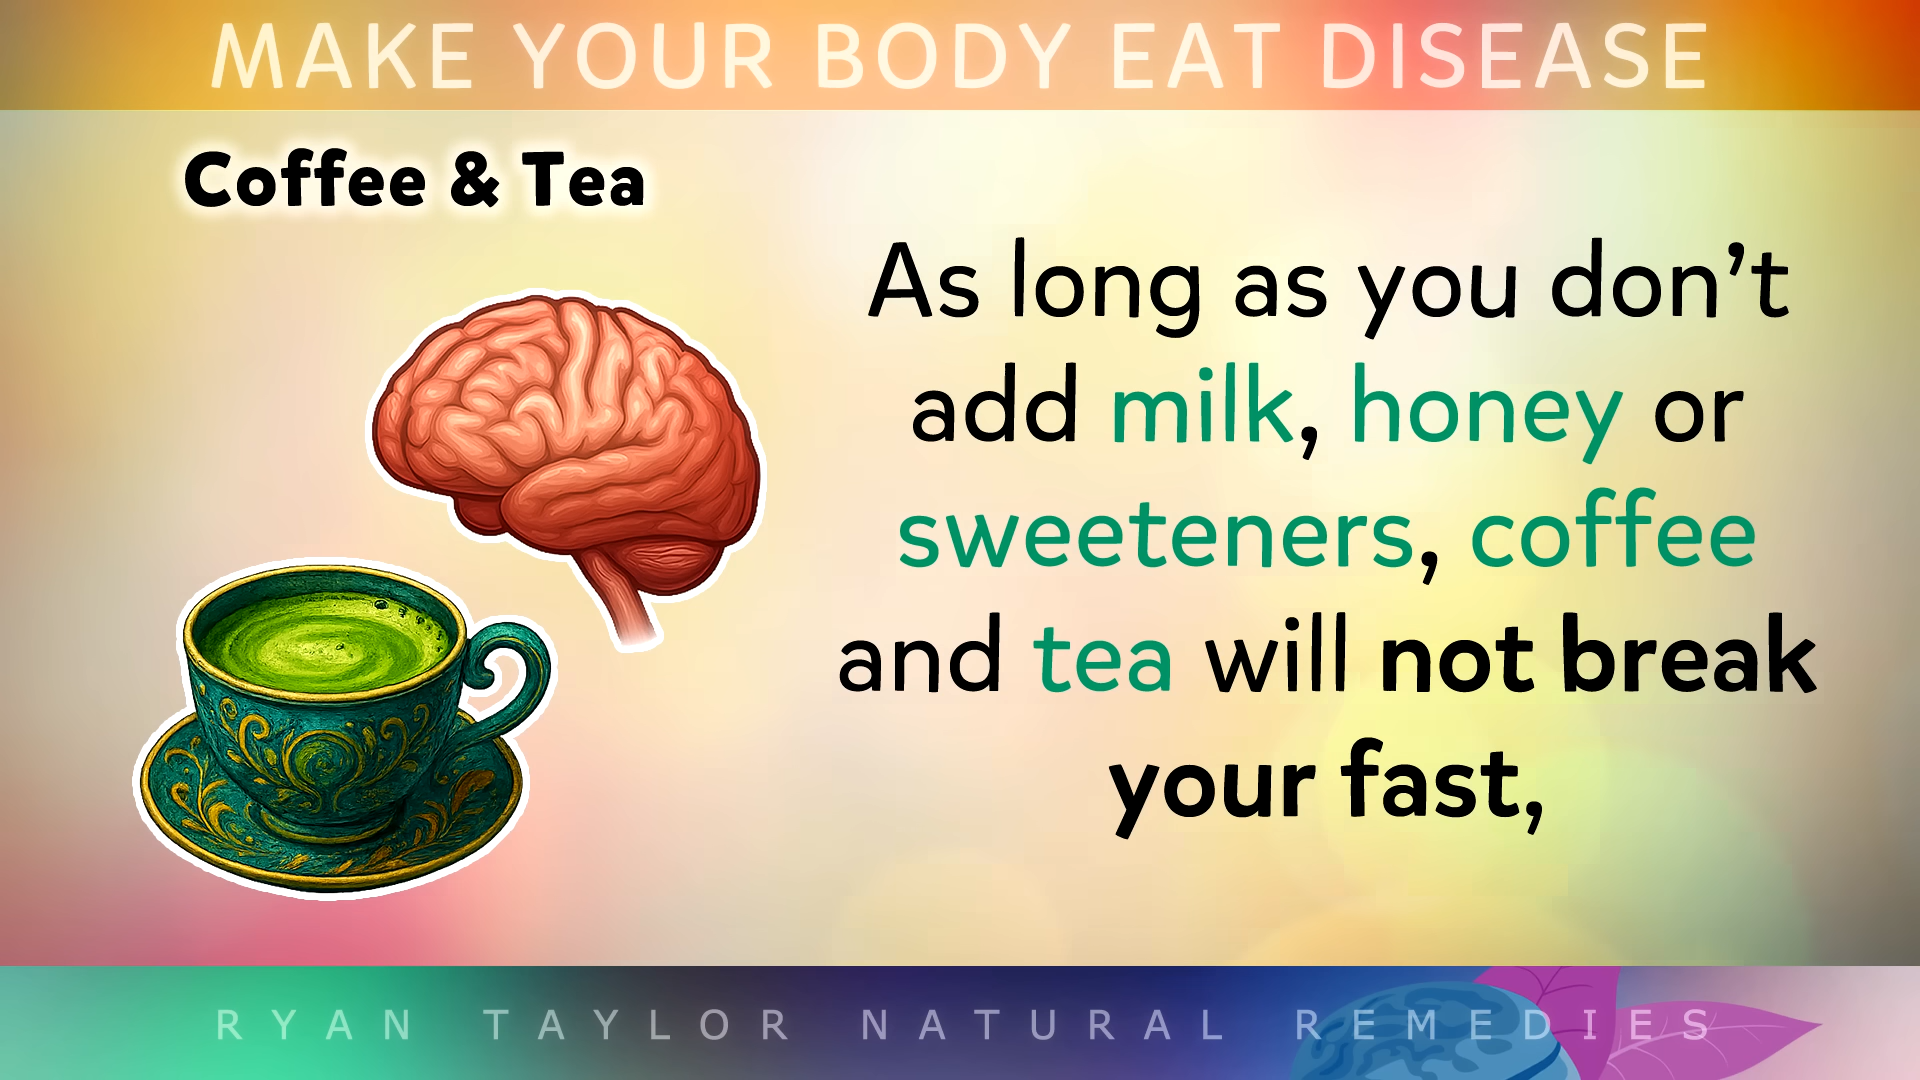 MAKE YOUR BODY EAT DISEASE
Coffee & Tea
As long as you don’t
add milk, honey or
sweeteners, coffee
and tea will not break
your fast,
RYAN TAYLOR NATURAL REMEDIES